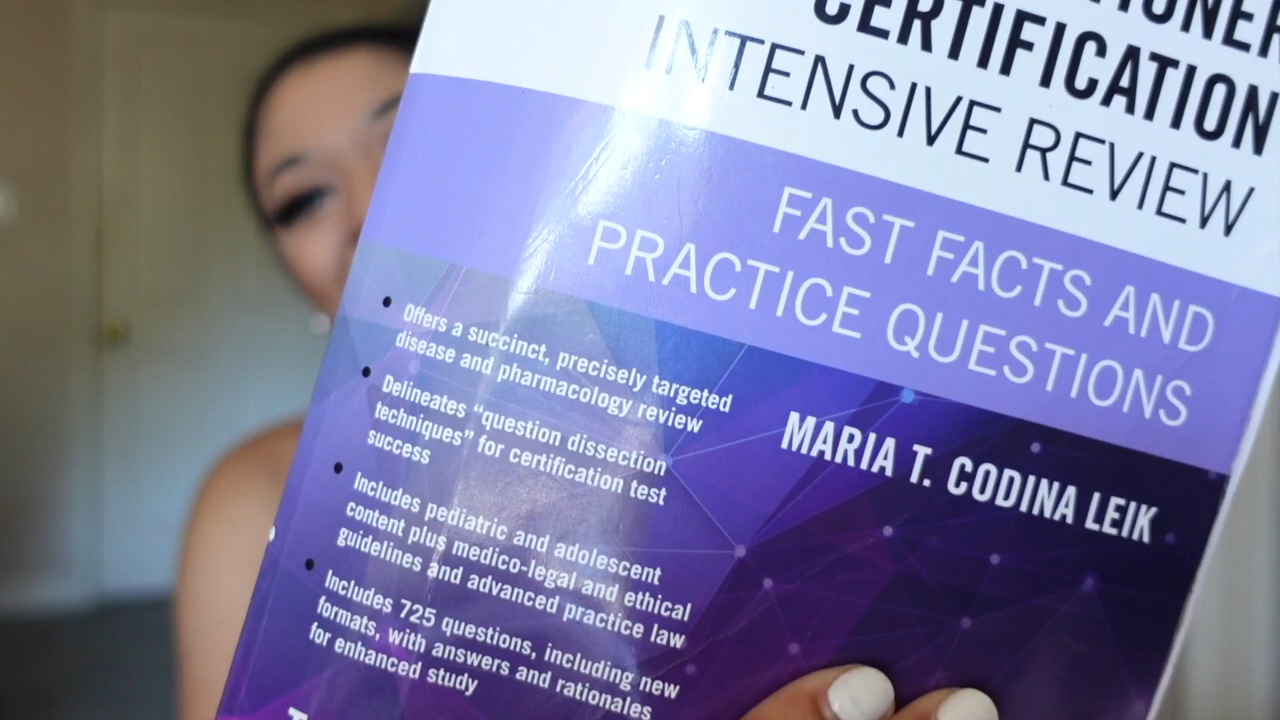 CERTIFICATION
INTENSIVE REVIEW
FAST FACTS AND
PRACTICE QUESTIONS
MARIA T. CODINA LEIK
• Offers a succinct, precisely targeted
disease and pharmacology review
• Delineates “question dissection
techniques” for certification test
success
• Includes pediatric and adolescent
content plus medico-legal and ethical
guidelines and advanced practice law
• Includes 725 questions, including new
formats, with answers and rationales
for enhanced study